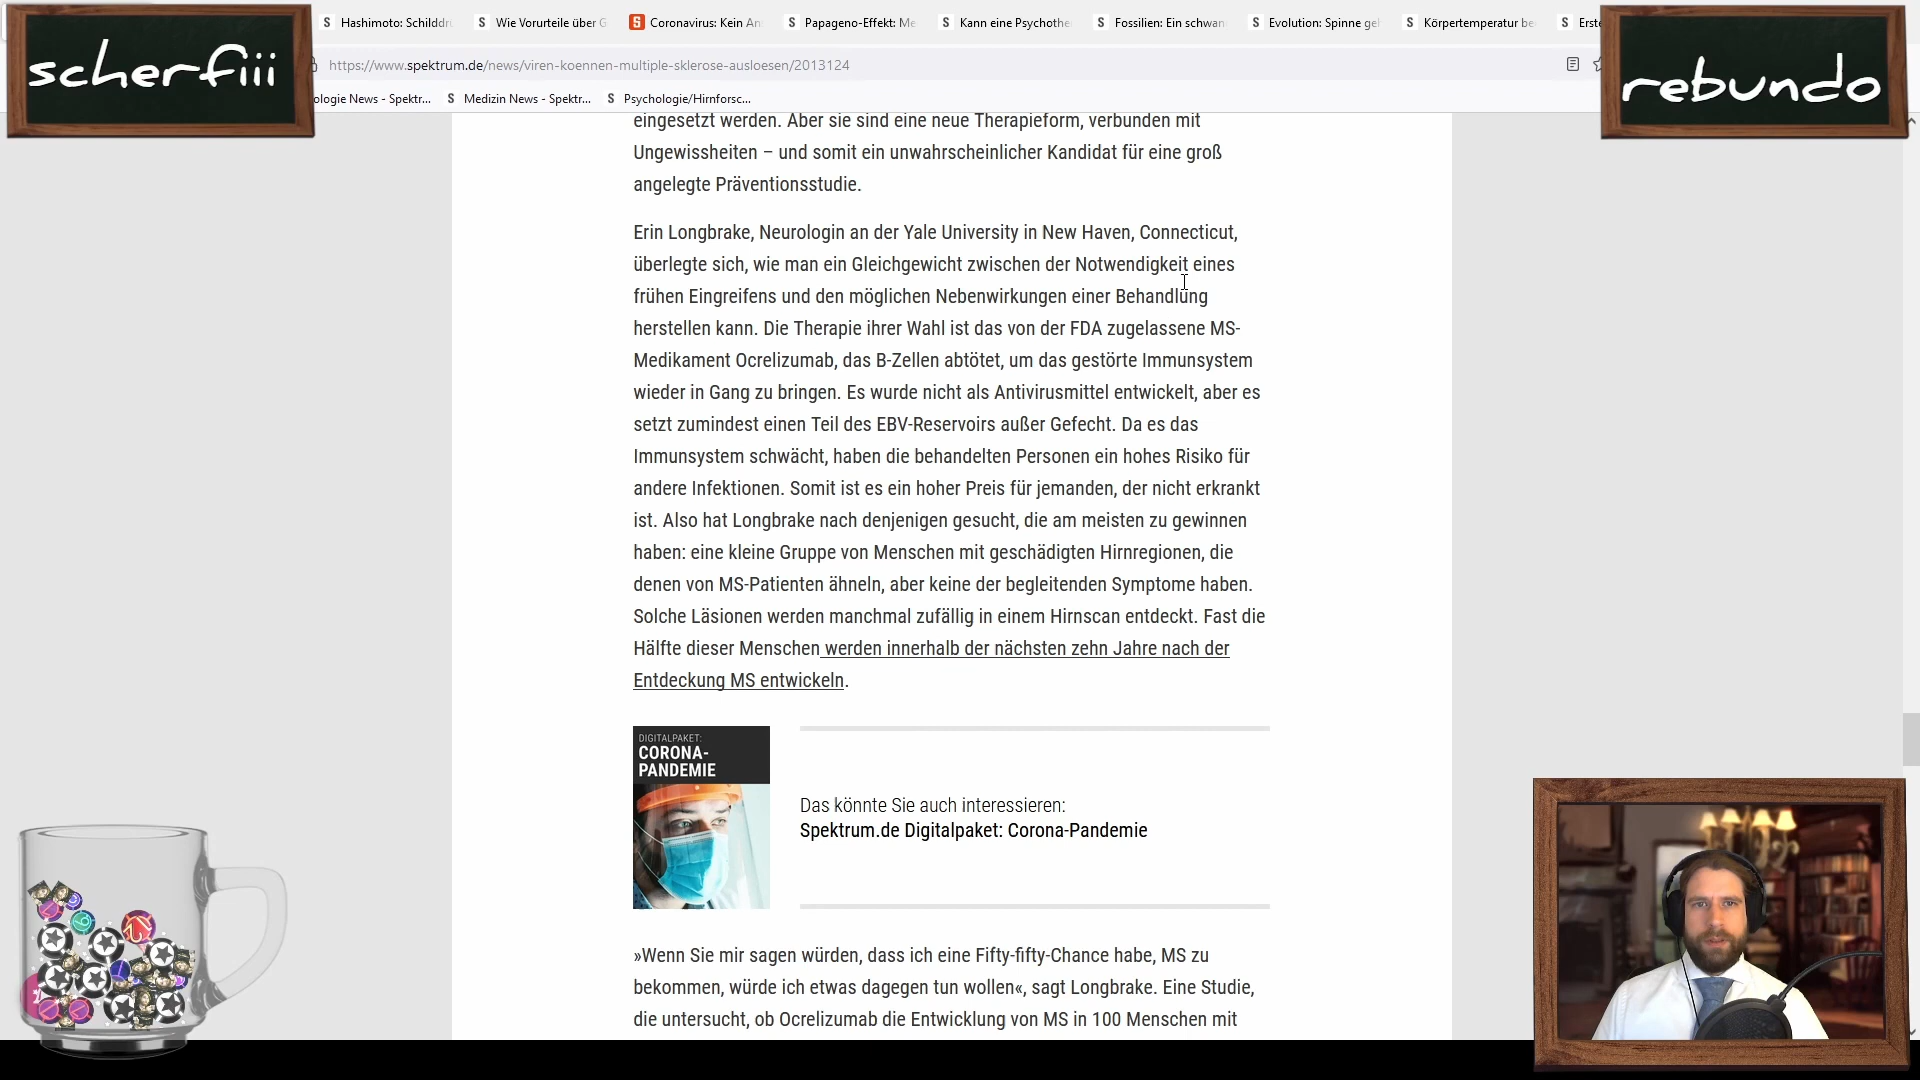 scherfiii
Hashimoto: Schilddr
Wie Vorurteile über G
Coronavirus: Kein An
Papageno-Effekt: Me
Kann eine Psychothe
Fossilien: Ein schwan
Evolution: Spinne gel
Körpertemperatur be
Erste
rebundo
https://www.spektrum.de/news/viren-koennen-multiple-sklerose-ausloesen/2013124
ologie News - Spektr...
Medizin News - Spektr...
Psychologie/Hirnforsc...
eingesetzt werden. Aber sie sind eine neue Therapieform, verbunden mit
Ungewissheiten – und somit ein unwahrscheinlicher Kandidat für eine groß
angelegte Präventionsstudie.
Erin Longbrake, Neurologin an der Yale University in New Haven, Connecticut,
überlegte sich, wie man ein Gleichgewicht zwischen der Notwendigkeit eines
frühen Eingreifens und den möglichen Nebenwirkungen einer Behandlung
herstellen kann. Die Therapie ihrer Wahl ist das von der FDA zugelassene MS-
Medikament Ocrelizumab, das B-Zellen abtötet, um das gestörte Immunsystem
wieder in Gang zu bringen. Es wurde nicht als Antivirusmittel entwickelt, aber es
setzt zumindest einen Teil des EBV-Reservoirs außer Gefecht. Da es das
Immunsystem schwächt, haben die behandelten Personen ein hohes Risiko für
andere Infektionen. Somit ist es ein hoher Preis für jemanden, der nicht erkrankt
ist. Also hat Longbrake nach denjenigen gesucht, die am meisten zu gewinnen
haben: eine kleine Gruppe von Menschen mit geschädigten Hirnregionen, die
denen von MS-Patienten ähneln, aber keine der begleitenden Symptome haben.
Solche Läsionen werden manchmal zufällig in einem Hirnscan entdeckt. Fast die
Hälfte dieser Menschen werden innerhalb der nächsten zehn Jahre nach der
Entdeckung MS entwickeln.
DIGITALPAKET:
CORONA-
PANDEMIE
Das könnte Sie auch interessieren:
Spektrum.de Digitalpaket: Corona-Pandemie
»Wenn Sie mir sagen würden, dass ich eine Fifty-fifty-Chance habe, MS zu
bekommen, würde ich etwas dagegen tun wollen«, sagt Longbrake. Eine Studie,
die untersucht, ob Ocrelizumab die Entwicklung von MS in 100 Menschen mit